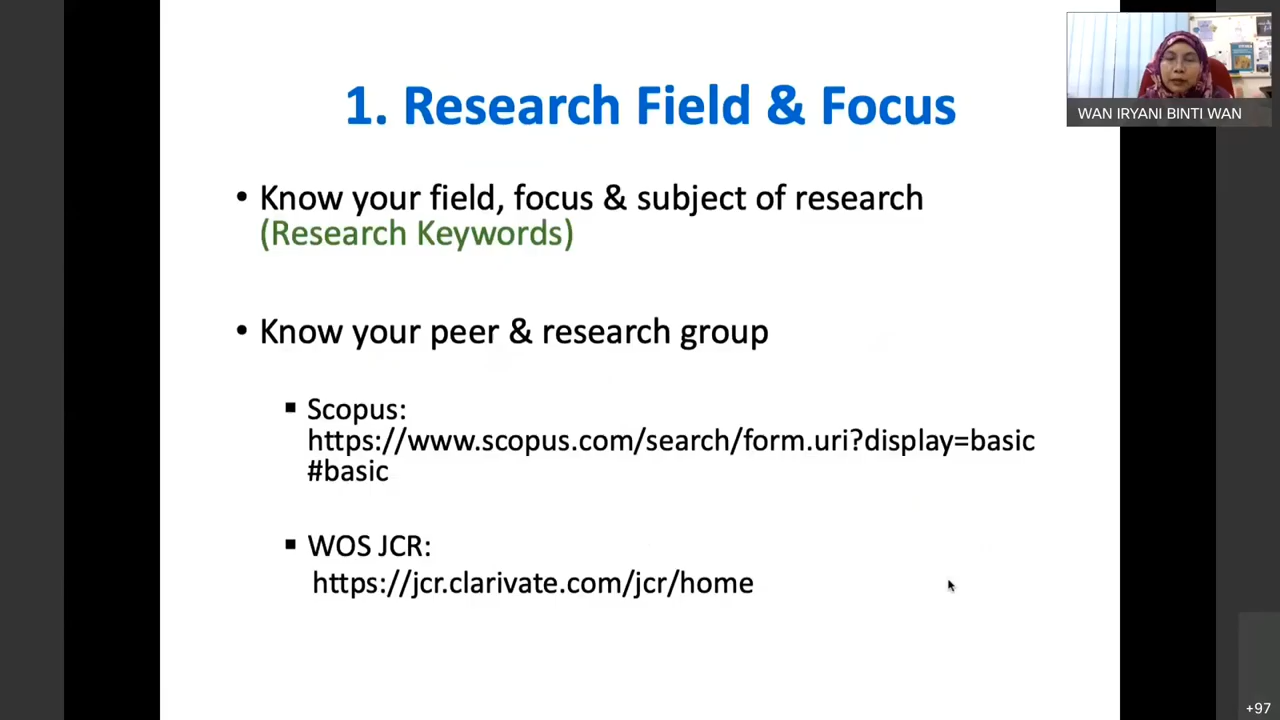 1. Research Field & Focus
• Know your field, focus & subject of research
(Research Keywords)
• Know your peer & research group
▪ Scopus:
https://www.scopus.com/search/form.uri?display=basic
#basic
▪ WOS JCR:
https://jcr.clarivate.com/jcr/home
WAN IRYANI BINTI WAN
+97